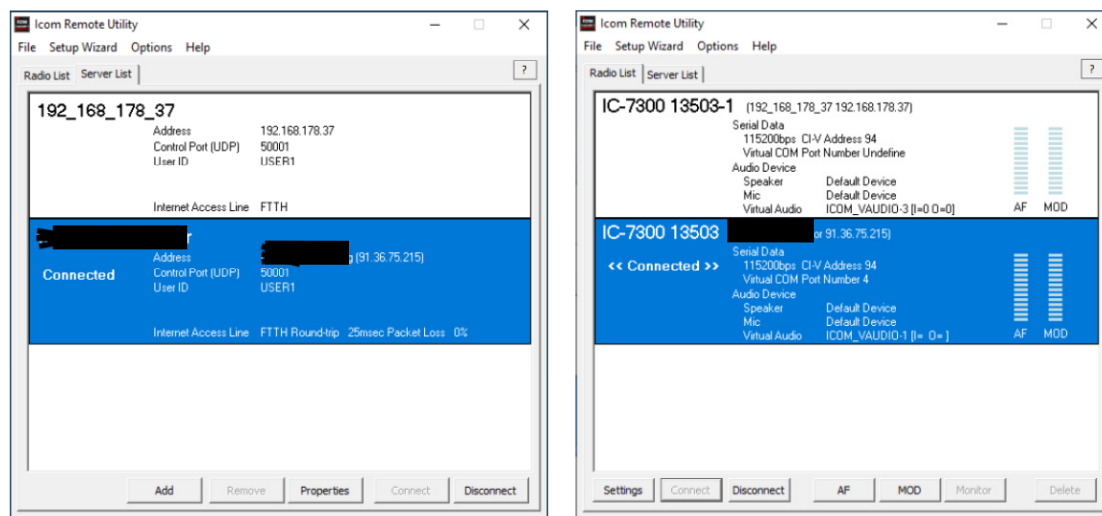 Icom Remote Utility
File Setup Wizard Options Help
Radio List Server List ?
192_168_178_37
Address 192.168.178.37
Control Port (UDP) 50001
User ID USER1
Internet Access Line FTTH
r
Address g (91.36.75.215)
Connected Control Port (UDP) 50001
User ID USER1
Internet Access Line FTTH Round-trip 25msec Packet Loss 0%
Add Remove Properties Connect Disconnect
Icom Remote Utility
File Setup Wizard Options Help
Radio List Server List ?
IC-7300 13503-1 (192_168_178_37 192.168.178.37)
Serial Data
115200bps CI-V Address 94
Virtual COM Port Number Undefine
Audio Device
Speaker Default Device
Mic Default Device
Virtual Audio ICOM_VAUDIO-3 [I=0 O=0] AF MOD
IC-7300 13503 or 91.36.75.215)
Serial Data
<< Connected >> 115200bps CI-V Address 94
Virtual COM Port Number 4
Audio Device
Speaker Default Device
Mic Default Device
Virtual Audio ICOM_VAUDIO-1 [I= O= ] AF MOD
Settings Connect Disconnect AF MOD Monitor Delete